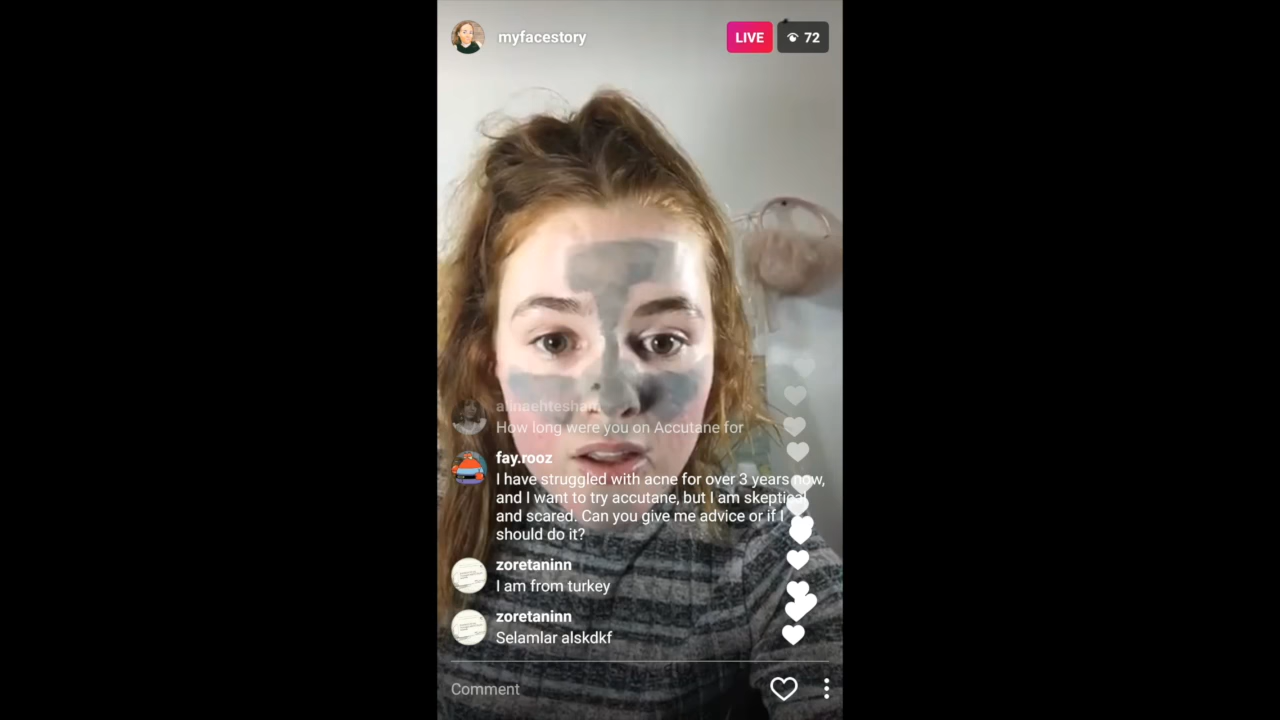 myfacestory
LIVE
72
alinaehtesham
How long were you on Accutane for
fay.rooz
I have struggled with acne for over 3 years now,
and I want to try accutane, but I am skeptical
and scared. Can you give me advice or if I
should do it?
zoretaninn
I am from turkey
zoretaninn
Selamlar alskdkf
Comment